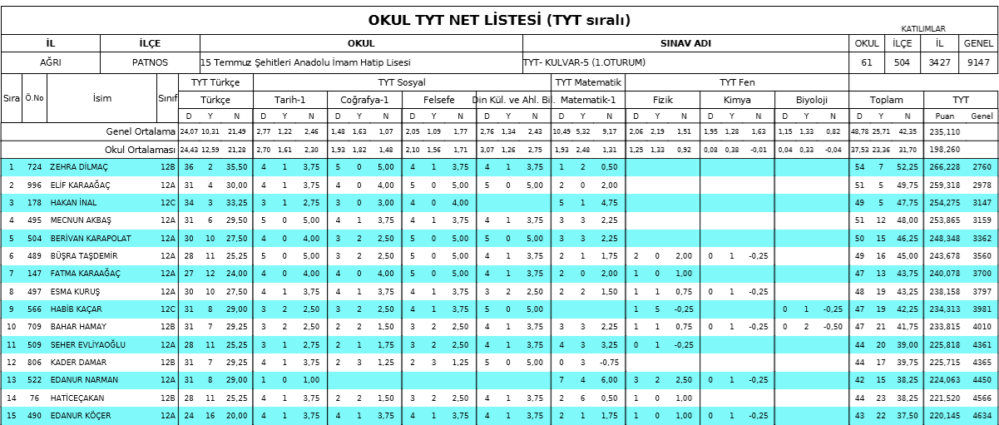 OKUL TYT NET LİSTESİ (TYT sıralı)
KATILIMLAR
İL İLÇE OKUL SINAV ADI OKUL İLÇE İL GENEL
AĞRI PATNOS 15 Temmuz Şehitleri Anadolu İmam Hatip Lisesi TYT- KULVAR-5 (1.OTURUM) 61 504 3427 9147
TYT Türkçe TYT Sosyal TYT Matematik TYT Fen
Sıra Ö.No İsim Sınıf Türkçe Tarih-1 Coğrafya-1 Felsefe Din Kül. ve Ahl. Bil. Matematik-1 Fizik Kimya Biyoloji Toplam TYT
D Y N D Y N D Y N D Y N D Y N D Y N D Y N D Y N D Y N D Y N Puan Genel
Genel Ortalama 24,07 10,31 21,49 2,77 1,22 2,46 1,48 1,63 1,07 2,05 1,09 1,77 2,76 1,34 2,43 10,49 5,32 9,17 2,06 2,19 1,51 1,95 1,28 1,63 1,15 1,33 0,82 48,78 25,71 42,35 235,110
Okul Ortalaması 24,43 12,59 21,28 2,70 1,61 2,30 1,93 1,82 1,48 2,10 1,56 1,71 3,07 1,26 2,75 1,93 2,48 1,31 1,25 1,33 0,92 0,08 0,38 -0,01 0,04 0,33 -0,04 37,53 23,36 31,70 198,260
1 724 ZEHRA DİLMAÇ 12B 36 2 35,50 4 1 3,75 5 0 5,00 4 1 3,75 4 1 3,75 1 2 0,50 54 7 52,25 266,228 2760
2 996 ELİF KARAAĞAÇ 12A 31 4 30,00 4 1 3,75 4 0 4,00 5 0 5,00 5 0 5,00 2 0 2,00 51 5 49,75 259,318 2978
3 178 HAKAN İNAL 12C 34 3 33,25 3 1 2,75 3 0 3,00 4 0 4,00 5 1 4,75 49 5 47,75 254,275 3147
4 495 MECNUN AKBAŞ 12A 31 6 29,50 5 0 5,00 4 1 3,75 4 1 3,75 4 1 3,75 3 3 2,25 51 12 48,00 253,865 3159
5 504 BERİVAN KARAPOLAT 12A 30 10 27,50 4 0 4,00 3 2 2,50 5 0 5,00 5 0 5,00 3 3 2,25 50 15 46,25 248,348 3362
6 489 BÜŞRA TAŞDEMİR 12A 28 11 25,25 5 0 5,00 3 2 2,50 5 0 5,00 4 1 3,75 2 1 1,75 2 0 2,00 0 1 -0,25 49 16 45,00 243,678 3560
7 147 FATMA KARAAĞAÇ 12A 27 12 24,00 4 0 4,00 4 0 4,00 5 0 5,00 4 1 3,75 2 0 2,00 1 0 1,00 47 13 43,75 240,078 3700
8 497 ESMA KURUŞ 12A 30 10 27,50 4 1 3,75 4 1 3,75 4 1 3,75 3 2 2,50 2 2 1,50 1 1 0,75 0 1 -0,25 48 19 43,25 238,158 3797
9 566 HABİB KAÇAR 12C 31 8 29,00 3 2 2,50 3 2 2,50 4 1 3,75 5 0 5,00 1 5 -0,25 0 1 -0,25 47 19 42,25 234,313 3981
10 709 BAHAR HAMAY 12B 31 7 29,25 3 2 2,50 2 2 1,50 3 2 2,50 4 1 3,75 3 3 2,25 1 1 0,75 0 1 -0,25 0 2 -0,50 47 21 41,75 233,815 4010
11 509 SEHER EVLİYAOĞLU 12A 28 11 25,25 3 1 2,75 2 1 1,75 3 2 2,50 4 1 3,75 4 3 3,25 0 1 -0,25 44 20 39,00 225,818 4361
12 806 KADER DAMAR 12B 31 7 29,25 4 1 3,75 2 3 1,25 2 3 1,25 5 0 5,00 0 3 -0,75 44 17 39,75 225,715 4365
13 522 EDANUR NARMAN 12A 31 8 29,00 1 0 1,00 7 4 6,00 3 2 2,50 0 1 -0,25 42 15 38,25 224,063 4450
14 76 HATİCEÇAKAN 12B 28 11 25,25 4 1 3,75 2 2 1,50 3 2 2,50 4 1 3,75 2 6 0,50 1 0 1,00 44 23 38,25 221,520 4566
15 490 EDANUR KÖÇER 12A 24 16 20,00 4 1 3,75 4 1 3,75 4 1 3,75 4 1 3,75 2 1 1,75 1 0 1,00 0 1 -0,25 43 22 37,50 220,145 4634